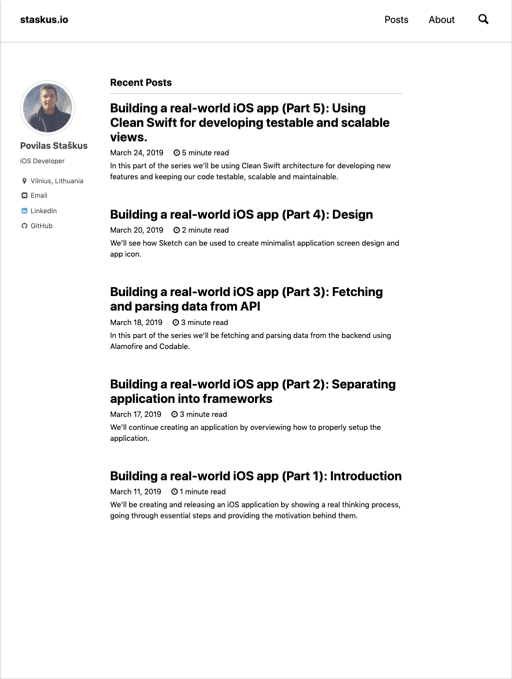 staskus.io
Posts
About
Povilas Staškus
iOS Developer
Vilnius, Lithuania
Email
LinkedIn
GitHub
Recent Posts
Building a real-world iOS app (Part 5): Using
Clean Swift for developing testable and scalable
views.
March 24, 2019 5 minute read
In this part of the series we'll be using Clean Swift architecture for developing new
features and keeping our code testable, scalable and maintainable.
Building a real-world iOS app (Part 4): Design
March 20, 2019 2 minute read
We'll see how Sketch can be used to create minimalist application screen design and
app icon.
Building a real-world iOS app (Part 3): Fetching
and parsing data from API
March 18, 2019 3 minute read
In this part of the series we'll be fetching and parsing data from the backend using
Alamofire and Codable.
Building a real-world iOS app (Part 2): Separating
application into frameworks
March 17, 2019 3 minute read
We'll continue creating an application by overviewing how to properly setup the
application.
Building a real-world iOS app (Part 1): Introduction
March 11, 2019 1 minute read
We'll be creating and releasing an iOS application by showing a real thinking process,
going through essential steps and providing the motivation behind them.